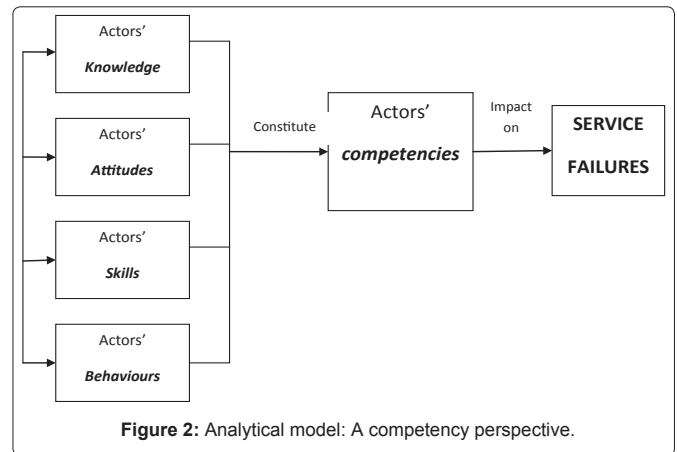 Actors'
Knowledge
Actors'
Attitudes
Actors'
Skills
Actors'
Behaviours
Constitute
Actors'
competencies
Impact
on
SERVICE
FAILURES
Figure 2: Analytical model: A competency perspective.